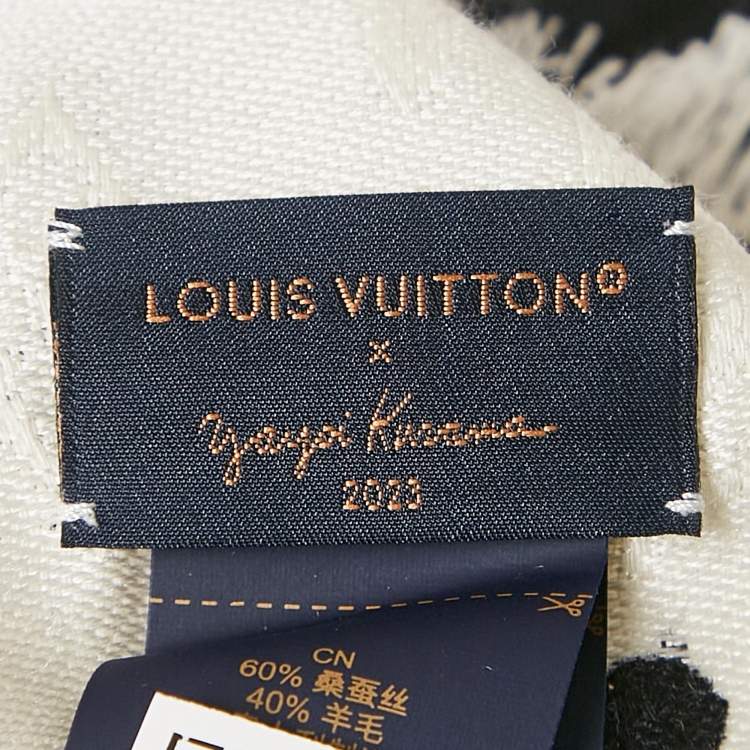 LOUIS VUITTON®
x
Yayoi Kusama
2023
CN
60% 桑蚕丝
40% 羊毛